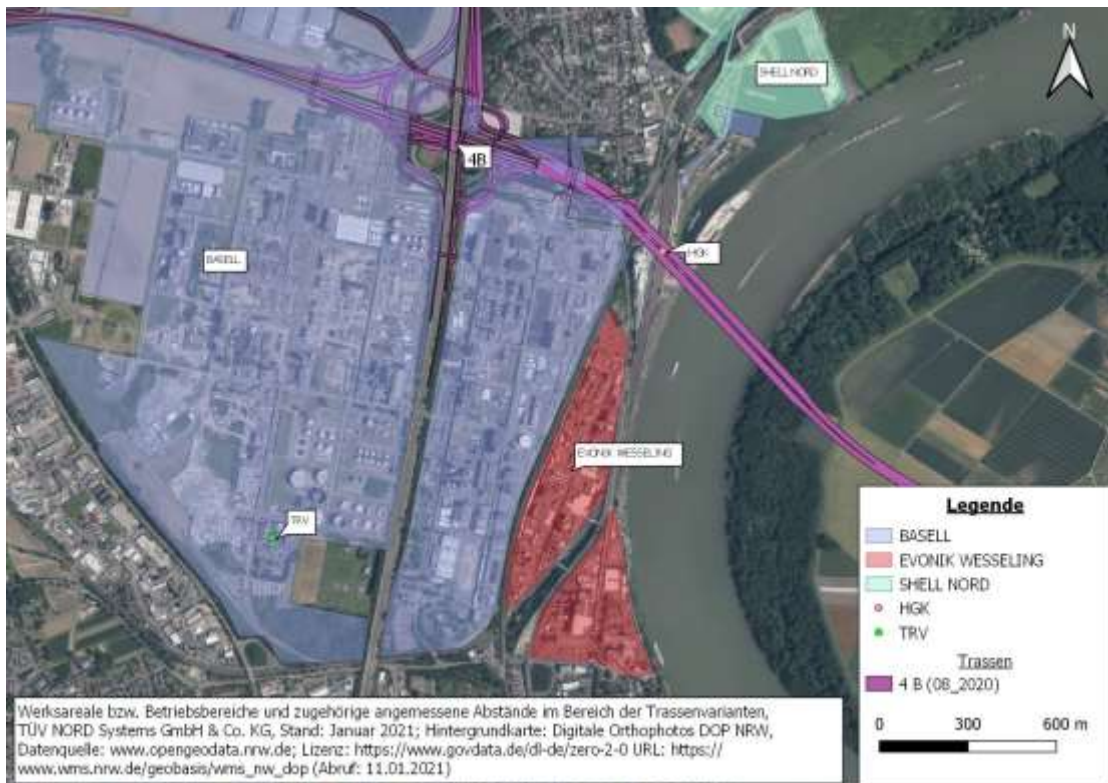 N
SHELL NORD
4B
BASELL
HGK
EVONIK WESSELING
TRV
Legende
BASELL
EVONIK WESSELING
SHELL NORD
HGK
TRV
Trassen
4 B (08_2020)
0 300 600 m
Werksareale bzw. Betriebsbereiche und zugehörige angemessene Abstände im Bereich der Trassenvarianten,
TÜV NORD Systems GmbH & Co. KG, Stand: Januar 2021; Hintergrundkarte: Digitale Orthophotos DOP NRW,
Datenquelle: www.opengeodata.nrw.de; Lizenz: https://www.govdata.de/dl-de/zero-2-0 URL: https://
www.wms.nrw.de/geobasis/wms_nw_dop (Abruf: 11.01.2021)